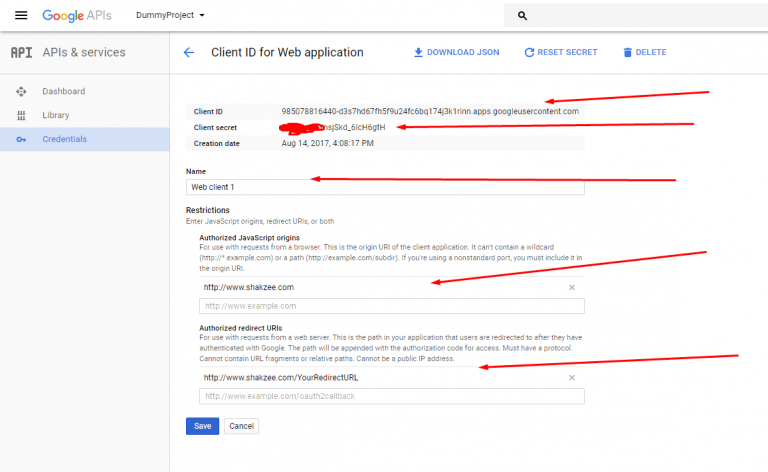 Google APIs DummyProject
API APIs & services
Client ID for Web application DOWNLOAD JSON RESET SECRET DELETE
Dashboard
Library
Credentials
Client ID 985078816440-d3s7hd67fh5f9u24fc6bq174j3k1rinn.apps.googleusercontent.com
Client secret
Creation date Aug 14, 2017, 4:08:17 PM
Name
Web client 1
Restrictions
Enter JavaScript origins, redirect URIs, or both
Authorized JavaScript origins
For use with requests from a browser. This is the origin URI of the client application. It can't contain a wildcard
(http://*.example.com) or a path (http://example.com/subdir). If you're using a nonstandard port, you must include it in
the origin URI.
http://www.shakzee.com
http://www.example.com
Authorized redirect URIs
For use with requests from a web server. This is the path in your application that users are redirected to after they have
authenticated with Google. The path will be appended with the authorization code for access. Must have a protocol.
Cannot contain URL fragments or relative paths. Cannot be a public IP address.
http://www.shakzee.com/YourRedirectURL
http://www.example.com/oauth2callback
Save Cancel